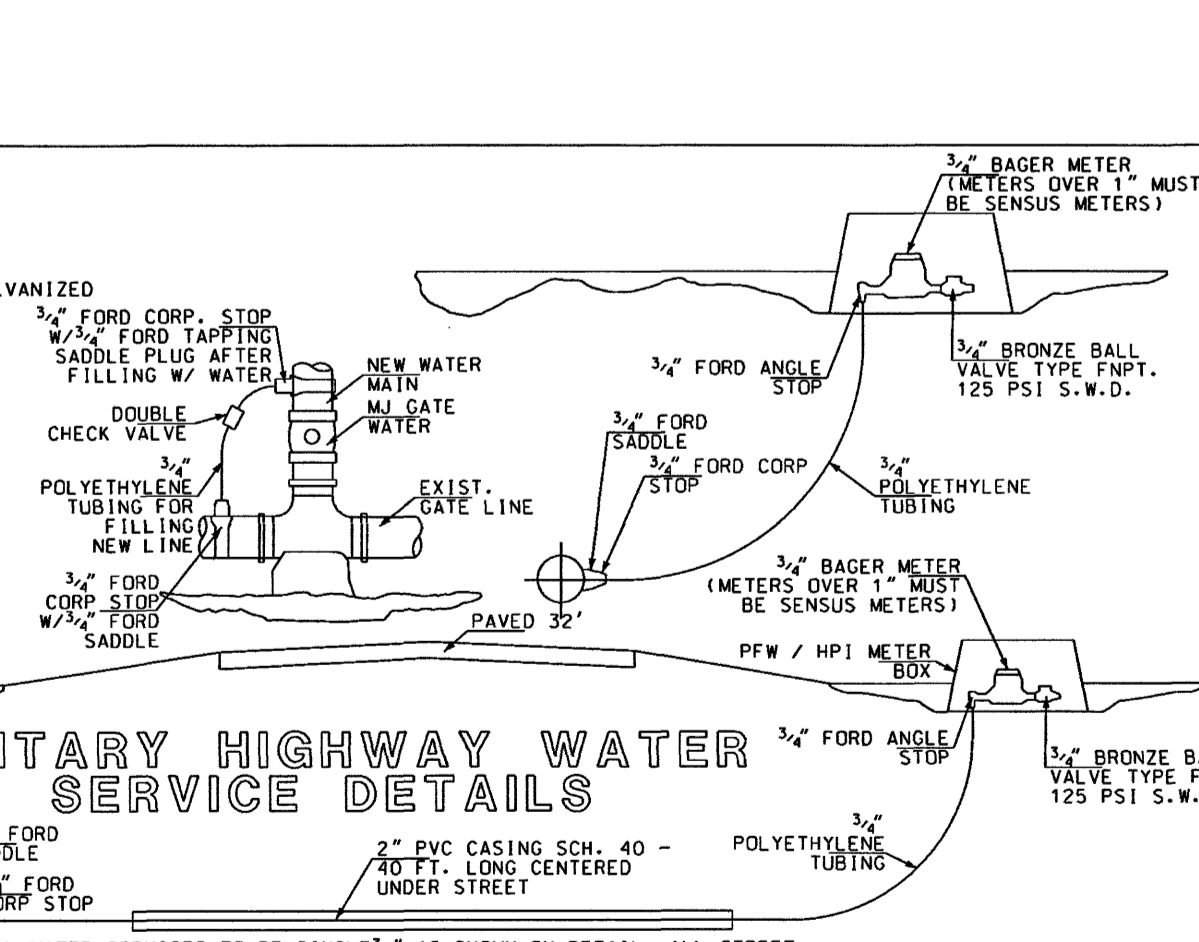 3/4" BAGER METER
(METERS OVER 1" MUST
BE SENSUS METERS)
3/4" FORD CORP. STOP
W/3/4" FORD TAPPING
SADDLE PLUG AFTER
FILLING W/ WATER
NEW WATER
MAIN
MJ GATE
WATER
DOUBLE
CHECK VALVE
3/4"
POLYETHYLENE
TUBING FOR
FILLING
NEW LINE
EXIST.
GATE LINE
3/4" FORD
CORP STOP
W/3/4" FORD
SADDLE
3/4" FORD ANGLE
STOP
3/4" BRONZE BALL
VALVE TYPE FNPT.
125 PSI S.W.D.
3/4" FORD
SADDLE
3/4" FORD CORP
STOP
3/4"
POLYETHYLENE
TUBING
PAVED 32'
3/4" BAGER METER
(METERS OVER 1" MUST
BE SENSUS METERS)
PFW / HPI METER
BOX
3/4" FORD ANGLE
STOP
3/4" BRONZE
VALVE TYPE
125 PSI
HIGHWAY WATER
SERVICE DETAILS
FORD
FORD
STOP
2" PVC CASING SCH. 40 -
40 FT. LONG CENTERED
UNDER STREET
3/4"
POLYETHYLENE
TUBING